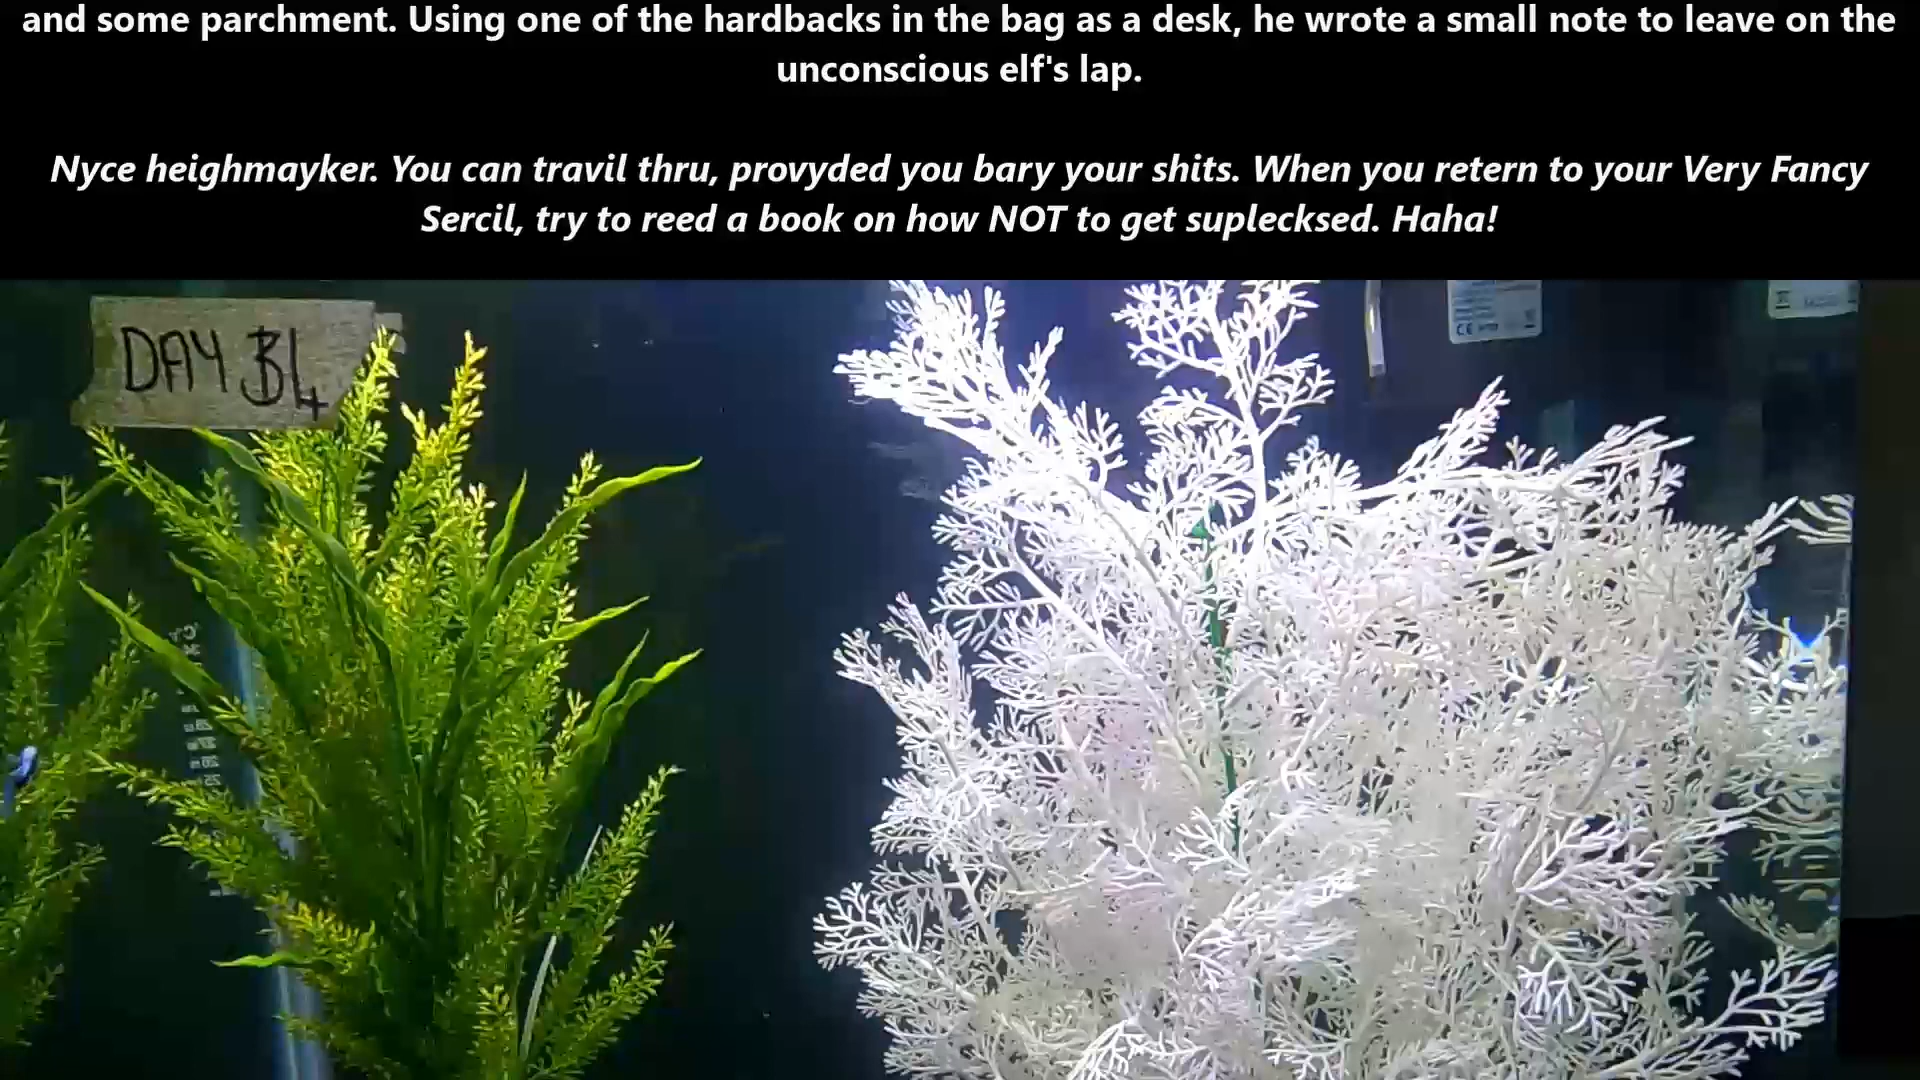 and some parchment. Using one of the hardbacks in the bag as a desk, he wrote a small note to leave on the
unconscious elf's lap.
Nyce heighmayker. You can travil thru, provyded you bary your shits. When you retern to your Very Fancy
Sercil, try to reed a book on how NOT to get suplecksed. Haha!
DAY
CE